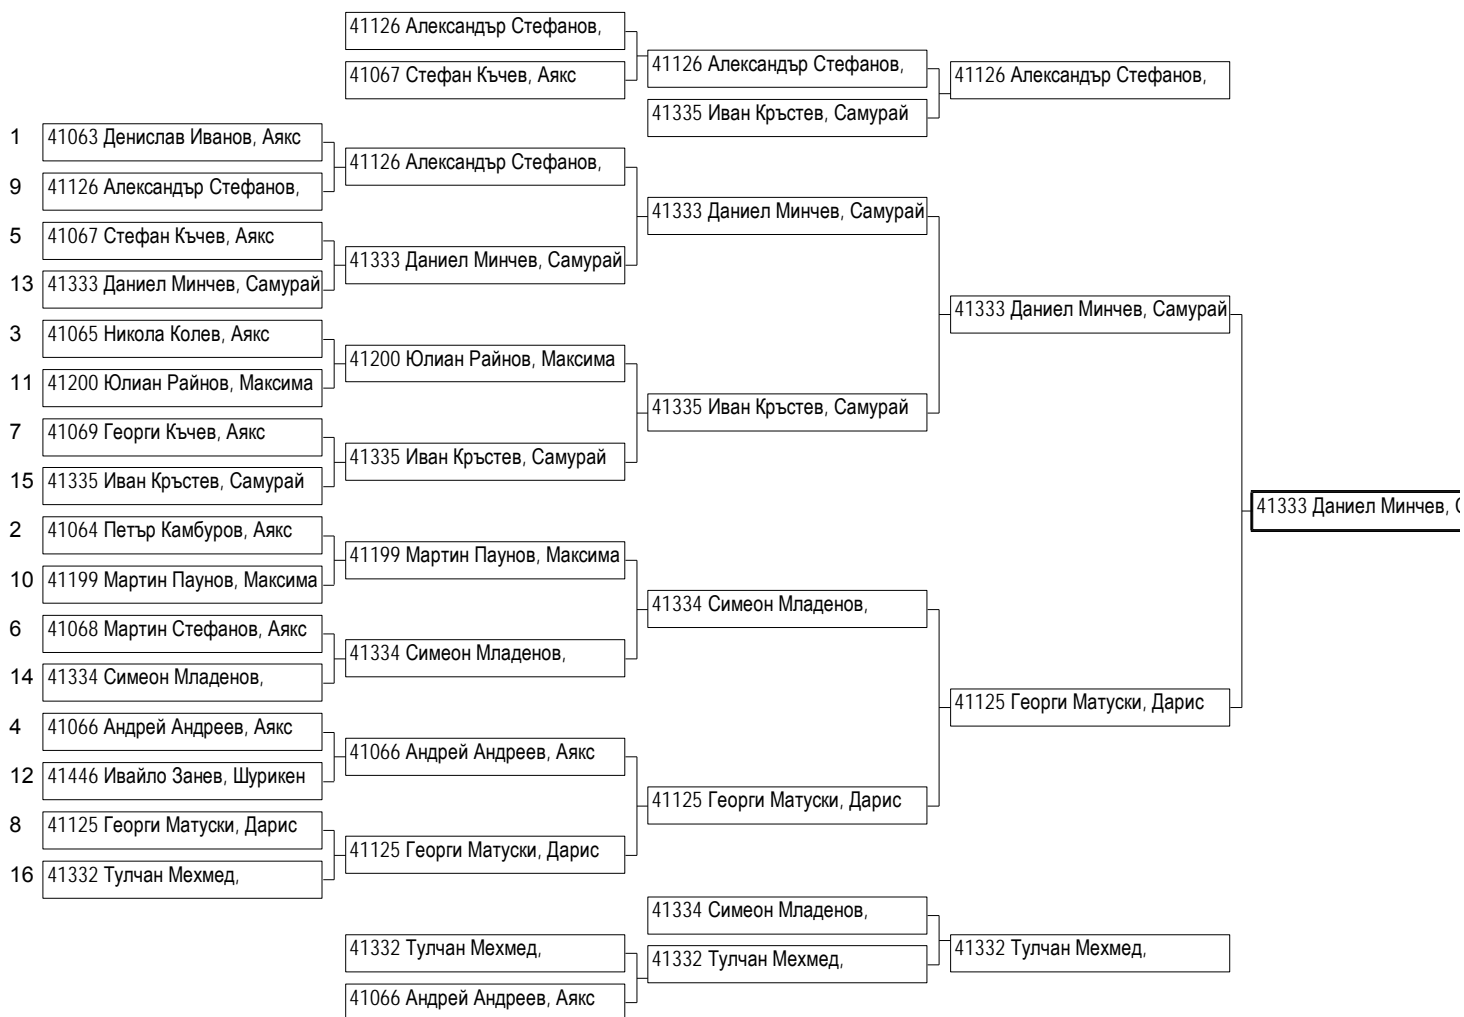 41126 Александър Стефанов,
41067 Стефан Къчев, Аякс
41126 Александър Стефанов,
41335 Иван Кръстев, Самурай
41126 Александър Стефанов,
1 41063 Денислав Иванов, Аякс
9 41126 Александър Стефанов,
5 41067 Стефан Къчев, Аякс
13 41333 Даниел Минчев, Самурай
3 41065 Никола Колев, Аякс
11 41200 Юлиан Райнов, Максима
7 41069 Георги Къчев, Аякс
15 41335 Иван Кръстев, Самурай
2 41064 Петър Камбуров, Аякс
10 41199 Мартин Паунов, Максима
6 41068 Мартин Стефанов, Аякс
14 41334 Симеон Младенов,
4 41066 Андрей Андреев, Аякс
12 41446 Ивайло Занев, Шурикен
8 41125 Георги Матуски, Дарис
16 41332 Тулчан Мехмед,
41126 Александър Стефанов,
41333 Даниел Минчев, Самурай
41200 Юлиан Райнов, Максима
41335 Иван Кръстев, Самурай
41199 Мартин Паунов, Максима
41334 Симеон Младенов,
41066 Андрей Андреев, Аякс
41125 Георги Матуски, Дарис
41333 Даниел Минчев, Самурай
41335 Иван Кръстев, Самурай
41334 Симеон Младенов,
41125 Георги Матуски, Дарис
41333 Даниел Минчев, Самурай
41125 Георги Матуски, Дарис
41333 Даниел Минчев,
41332 Тулчан Мехмед,
41066 Андрей Андреев, Аякс
41334 Симеон Младенов,
41332 Тулчан Мехмед,
41332 Тулчан Мехмед,